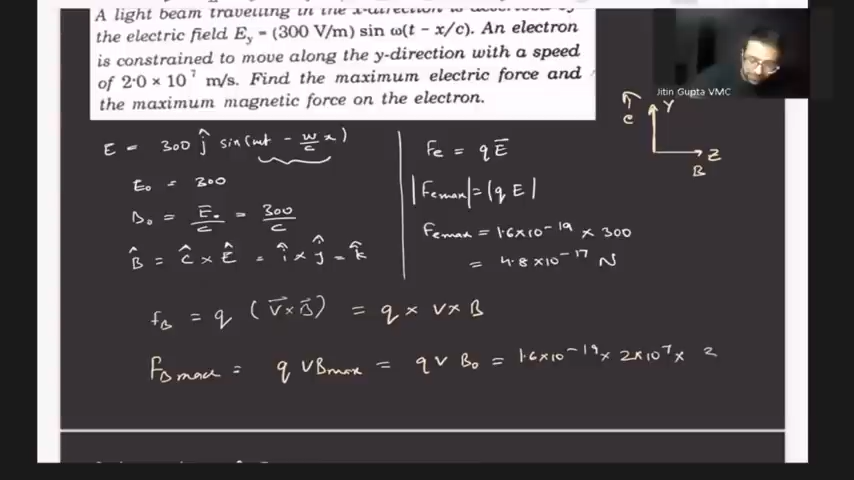 A light beam travelling in the x-direction is described by
the electric field Ey = (300 V/m) sin ω(t – x/c). An electron
is constrained to move along the y-direction with a speed
of 2·0 × 10⁷ m/s. Find the maximum electric force and
the maximum magnetic force on the electron.
Jitin Gupta VMC
E = 300 ĵ sin(ωt - ω/c x)
E₀ = 300
B₀ = E₀/c = 300/c
B̂ = Ĉ × Ê = î × ĵ = k̂
Fe = qE⃗
|Femax| = |qE|
Femax = 1.6×10⁻¹⁹ × 300
= 4.8×10⁻¹⁷ N
e
Y
Z
B
fB = q (V⃗×B⃗) = q × V × B
FBmax = q VBmax = qV B₀ = 1.6×10⁻¹⁹ × 2×10⁷ ×